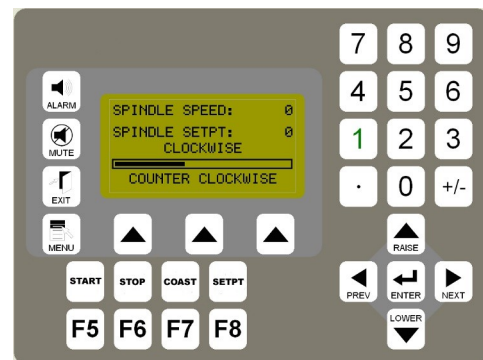 7 8 9
ALARM
4 5 6
SPINDLE SPEED: 0
SPINDLE SETPT: 0
MUTE
1 2 3
CLOCKWISE
COUNTER CLOCKWISE
EXIT
. 0 +/-
MENU
RAISE
START STOP COAST SETPT
PREV ENTER NEXT
F5 F6 F7 F8
LOWER